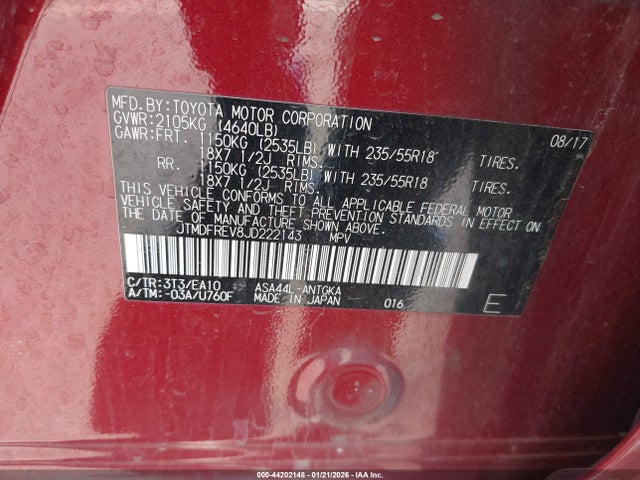 MFD.BY:TOYOTA MOTOR CORPORATION 08/17
GVWR:2105KG (4640LB)
GAWR:FRT. 1150KG (2535LB) WITH 235/55R18 TIRES.
18X7 1/2J RIMS.
RR. 1150KG (2535LB) WITH 235/55R18 TIRES.
18X7 1/2J RIMS.
THIS VEHICLE CONFORMS TO ALL APPLICABLE FEDERAL MOTOR
VEHICLE SAFETY AND THEFT PREVENTION STANDARDS IN EFFECT ON
THE DATE OF MANUFACTURE SHOWN ABOVE.
JTMDFREV8JD222143 MPV
C/TR:3T3/EA10 ASA44L-ANTGKA
A/TM:-03A/U760F MADE IN JAPAN 016 E
000-44202148 - 01/21/2026 - © IAA Inc.